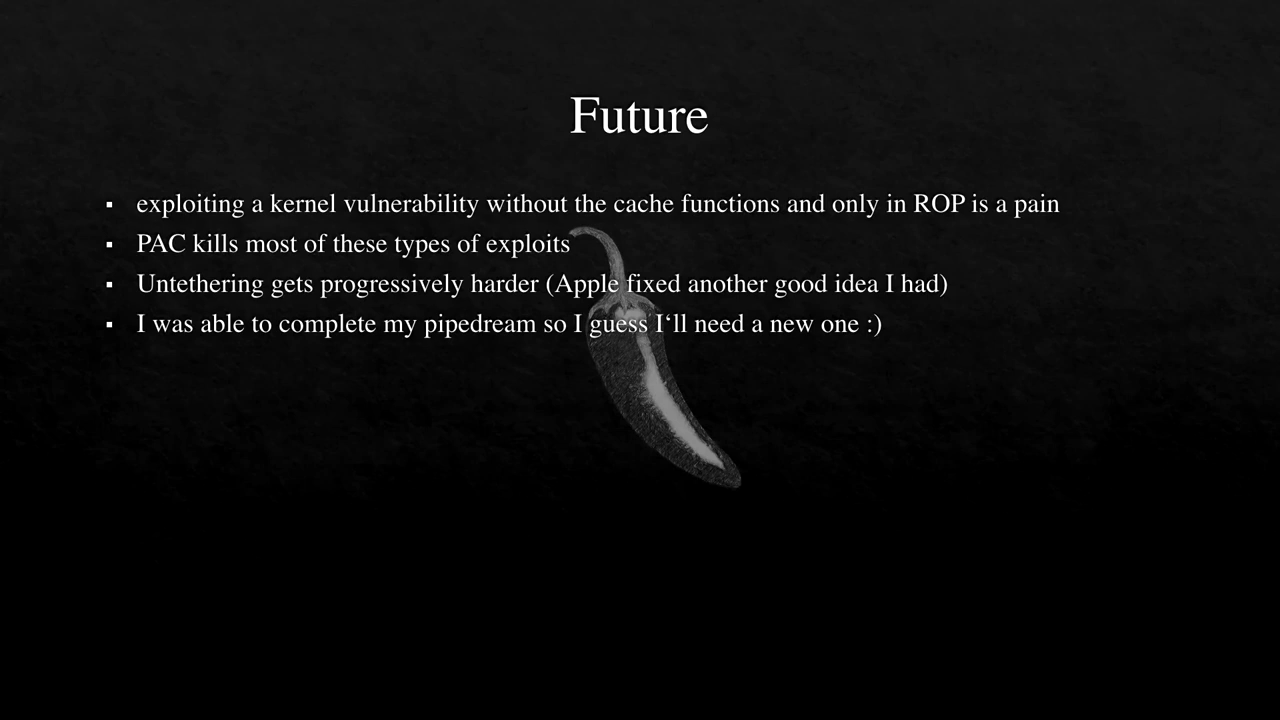 Future
▪ exploiting a kernel vulnerability without the cache functions and only in ROP is a pain
▪ PAC kills most of these types of exploits
▪ Untethering gets progressively harder (Apple fixed another good idea I had)
▪ I was able to complete my pipedream so I guess I‘ll need a new one :)